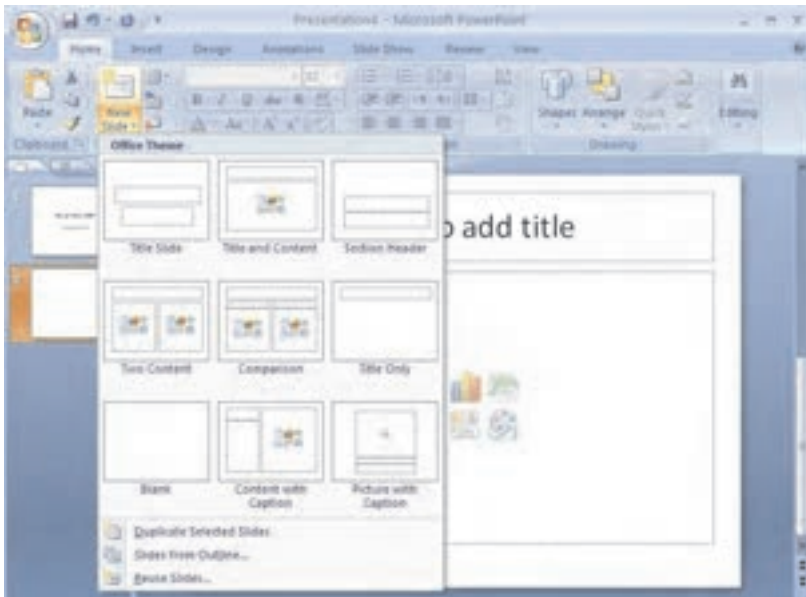 Presentation4 - Microsoft PowerPoint
Home Insert Design Animations Slide Show Review View
Paste
New
Slide
Shapes Arrange Quick
Styles
Editing
Clipboard
Drawing
Office Theme
Title Slide
Title and Content
Section Header
Two Content
Comparison
Title Only
Blank
Content with
Caption
Picture with
Caption
Duplicate Selected Slides
Slides from Outline...
Reuse Slides...
add title